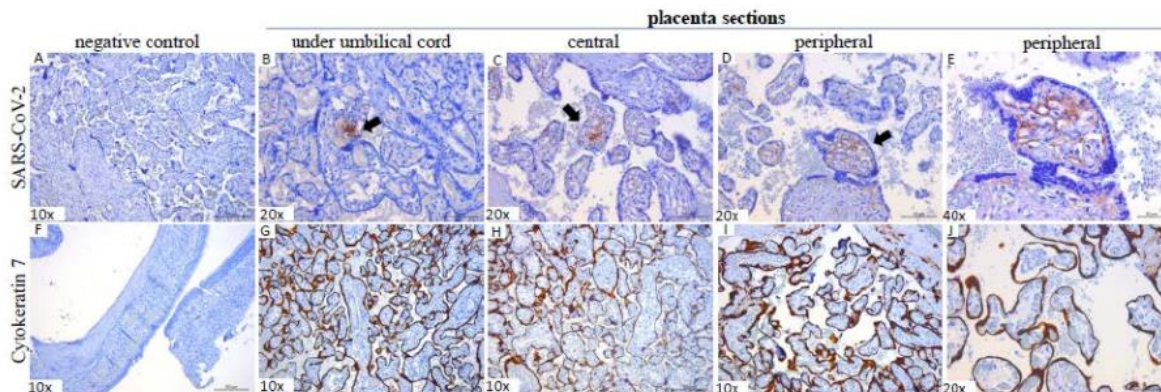 placenta sections
negative control under umbilical cord central peripheral peripheral
SARS-CoV-2
A B C D E
10x 20x 20x 20x 40x
Cytokeratin 7
F G H I J
10x 10x 10x 10x 20x